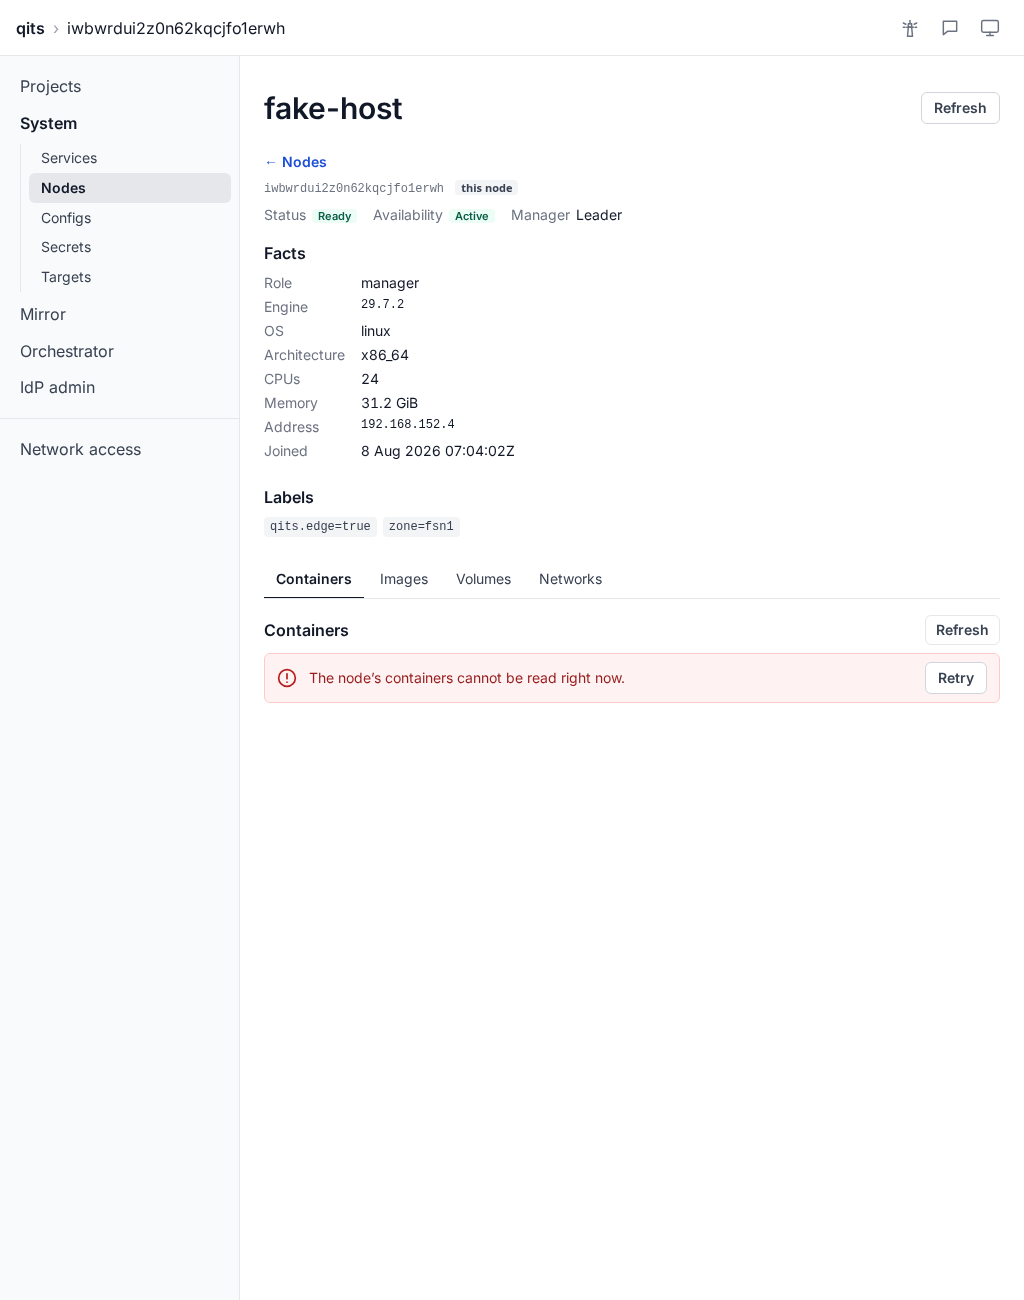 qits › iwbwrdui2z0n62kqcjfo1erwh
Projects
System
Services
Nodes
Configs
Secrets
Targets
Mirror
Orchestrator
IdP admin
Network access
fake-host
Refresh
← Nodes
iwbwrdui2z0n62kqcjfo1erwh this node
Status Ready Availability Active Manager Leader
Facts
Role manager
Engine 29.7.2
OS linux
Architecture x86_64
CPUs 24
Memory 31.2 GiB
Address 192.168.152.4
Joined 8 Aug 2026 07:04:02Z
Labels
qits.edge=true zone=fsn1
Containers Images Volumes Networks
Containers
Refresh
The node’s containers cannot be read right now.
Retry